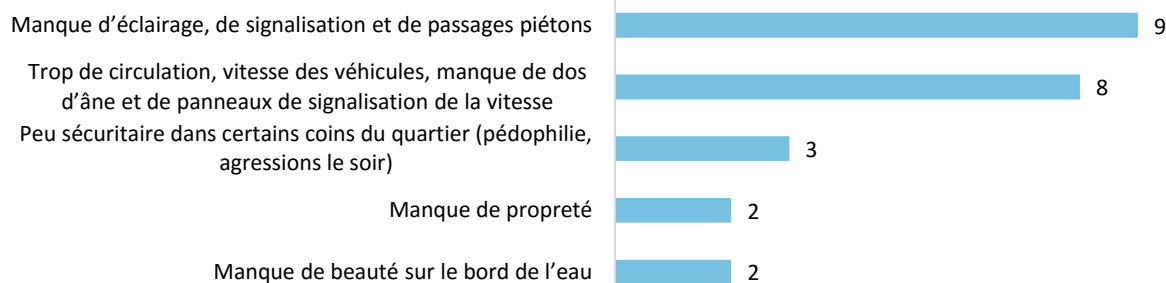 Manque d’éclairage, de signalisation et de passages piétons
9
Trop de circulation, vitesse des véhicules, manque de dos
d’âne et de panneaux de signalisation de la vitesse
8
Peu sécuritaire dans certains coins du quartier (pédophilie,
agressions le soir)
3
Manque de propreté
2
Manque de beauté sur le bord de l’eau
2